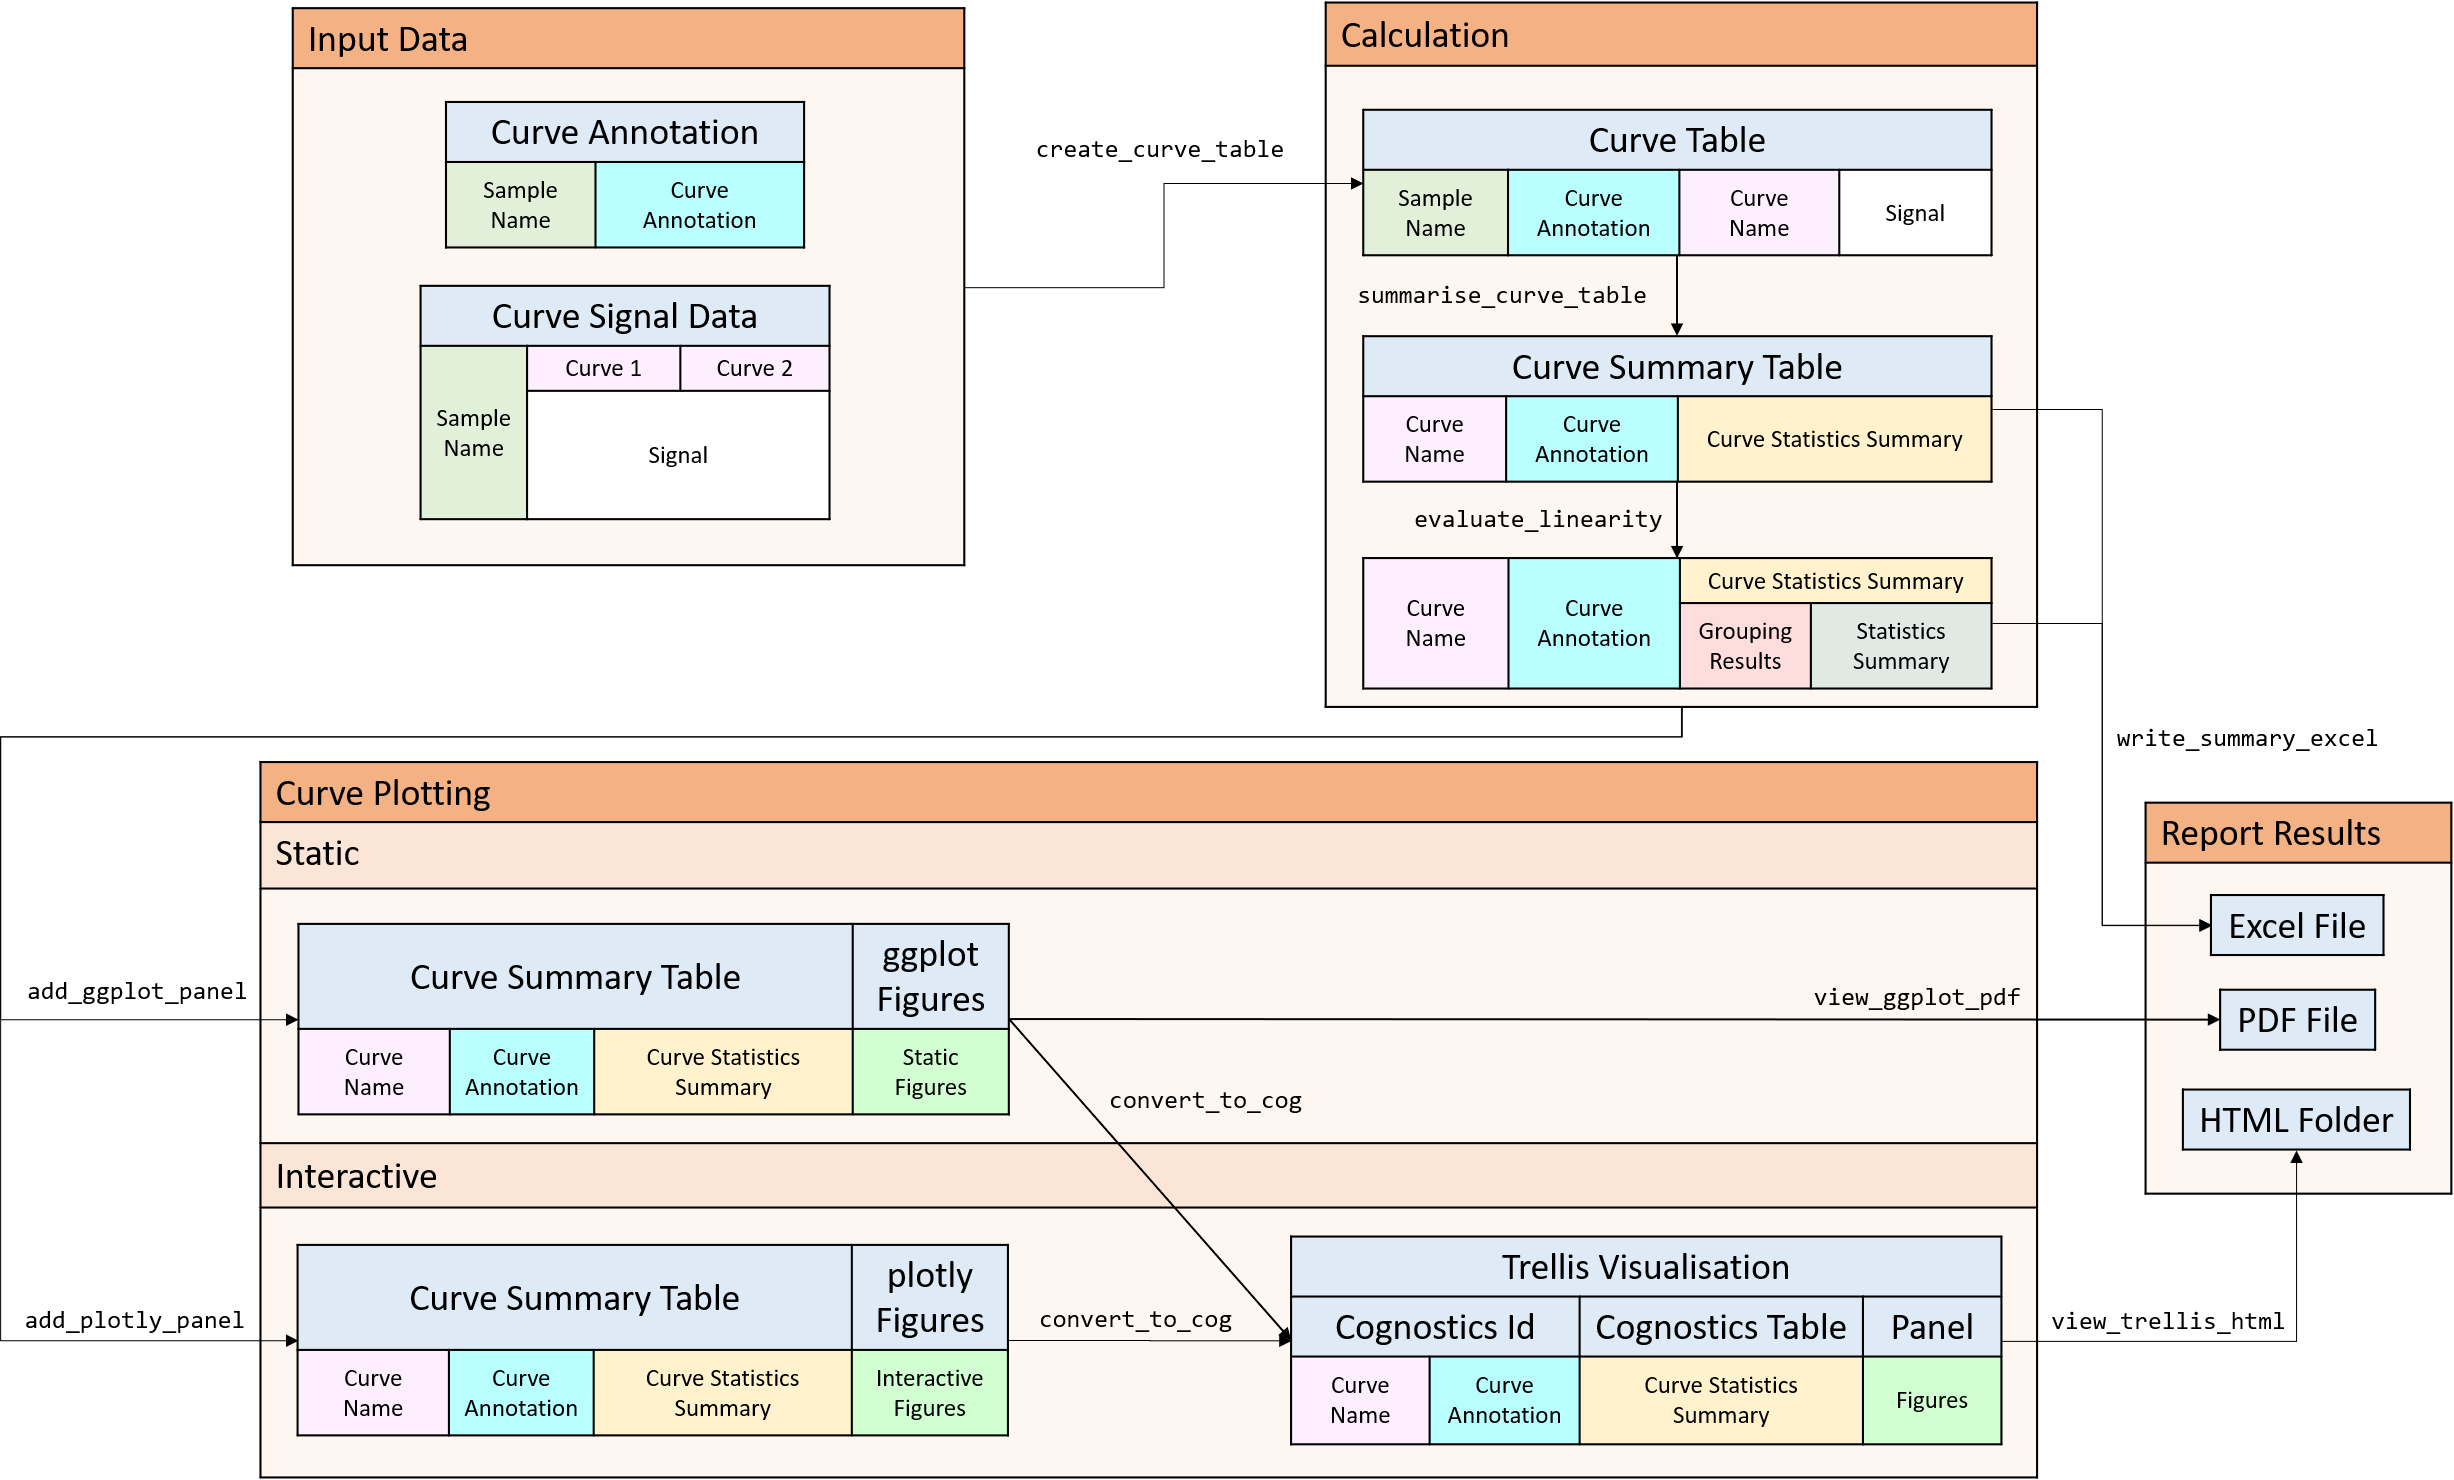 Input Data
Curve Annotation
Sample
Name
Curve
Annotation
Curve Signal Data
Sample
Name
Curve 1
Curve 2
Signal
create_curve_table
Calculation
Curve Table
Sample
Name
Curve
Annotation
Curve
Name
Signal
summarise_curve_table
Curve Summary Table
Curve
Name
Curve
Annotation
Curve Statistics Summary
evaluate_linearity
Curve
Name
Curve
Annotation
Curve Statistics Summary
Grouping
Results
Statistics
Summary
write_summary_excel
Curve Plotting
Static
add_ggplot_panel
Curve Summary Table
ggplot
Figures
Curve
Name
Curve
Annotation
Curve Statistics
Summary
Static
Figures
view_ggplot_pdf
convert_to_cog
Interactive
add_plotly_panel
Curve Summary Table
plotly
Figures
Curve
Name
Curve
Annotation
Curve Statistics
Summary
Interactive
Figures
convert_to_cog
Trellis Visualisation
Cognostics Id
Cognostics Table
Panel
Curve
Name
Curve
Annotation
Curve Statistics
Summary
Figures
view_trellis_html
Report Results
Excel File
PDF File
HTML Folder